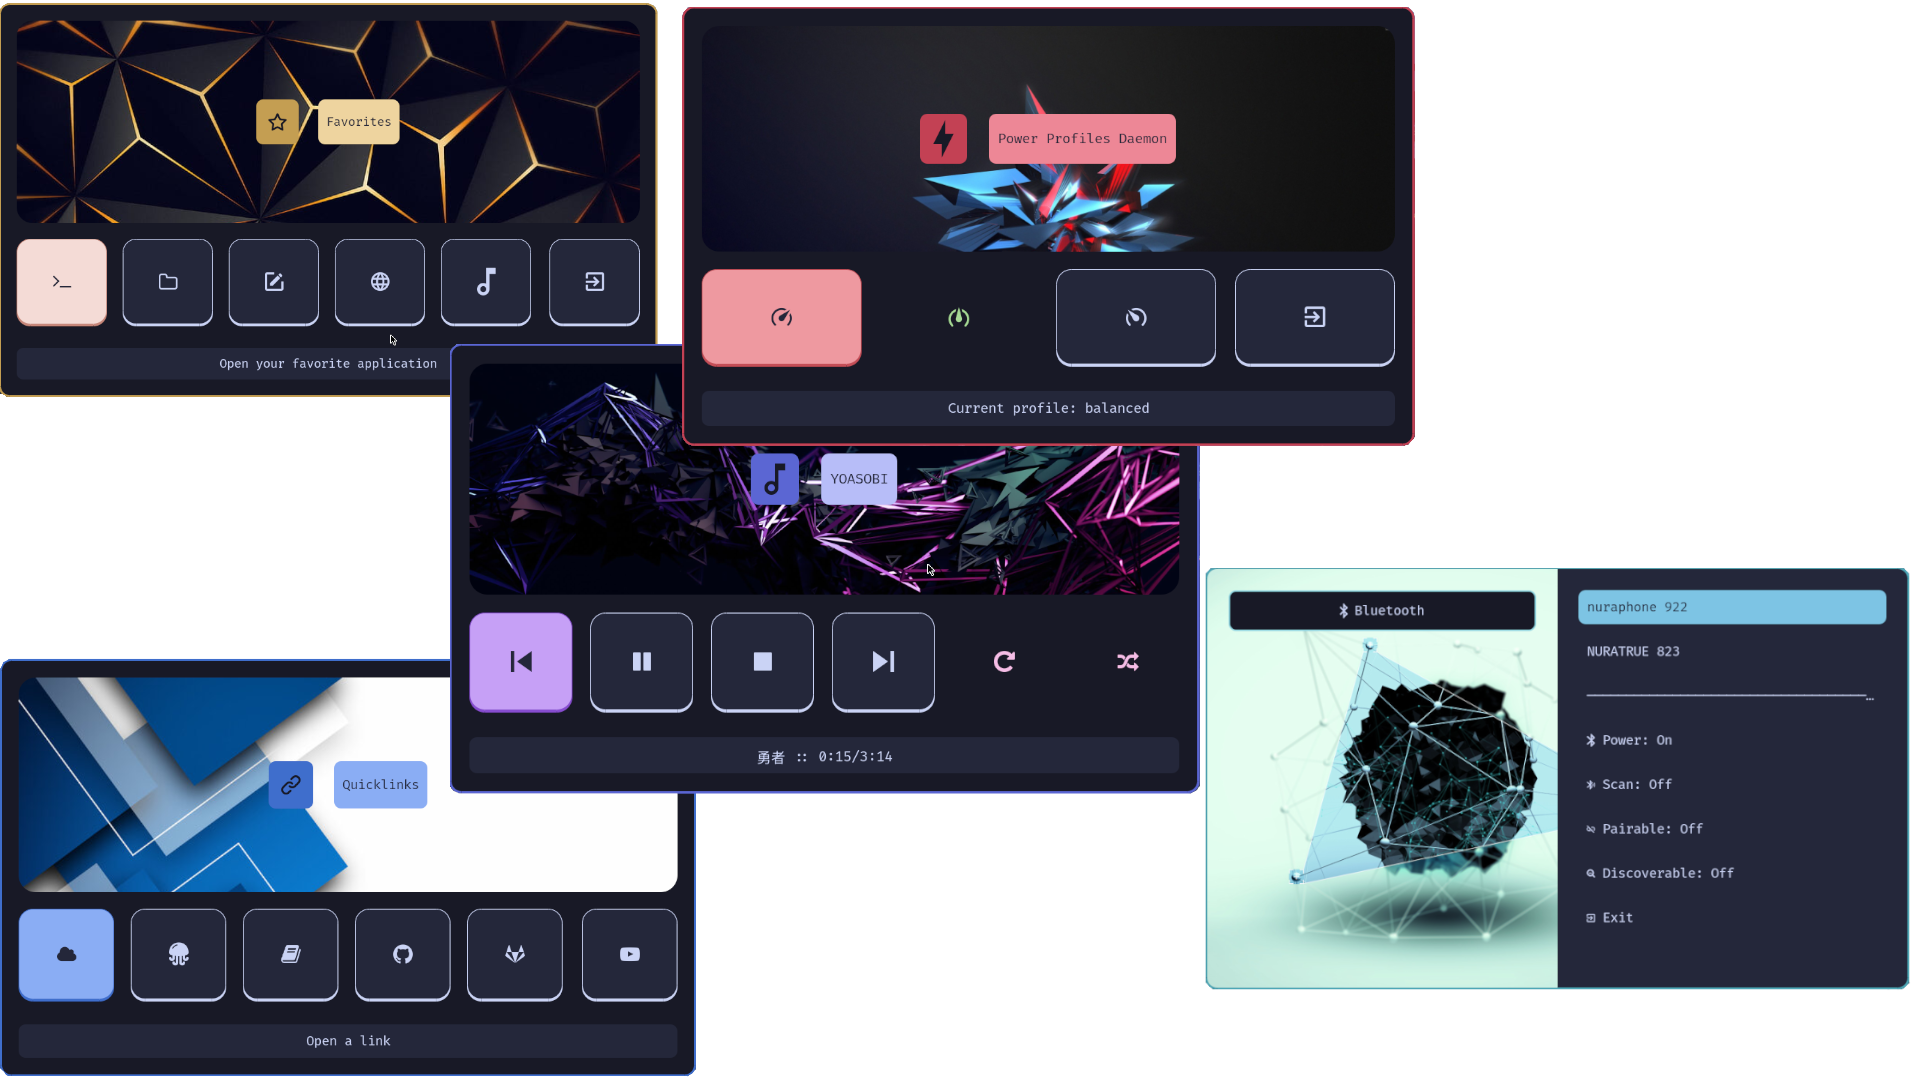 Favorites
Open your favorite application
Power Profiles Daemon
Current profile: balanced
YOASOBI
勇者 :: 0:15/3:14
Quicklinks
Open a link
Bluetooth
nuraphone 922
NURATRUE 823
Power: On
Scan: Off
Pairable: Off
Discoverable: Off
Exit